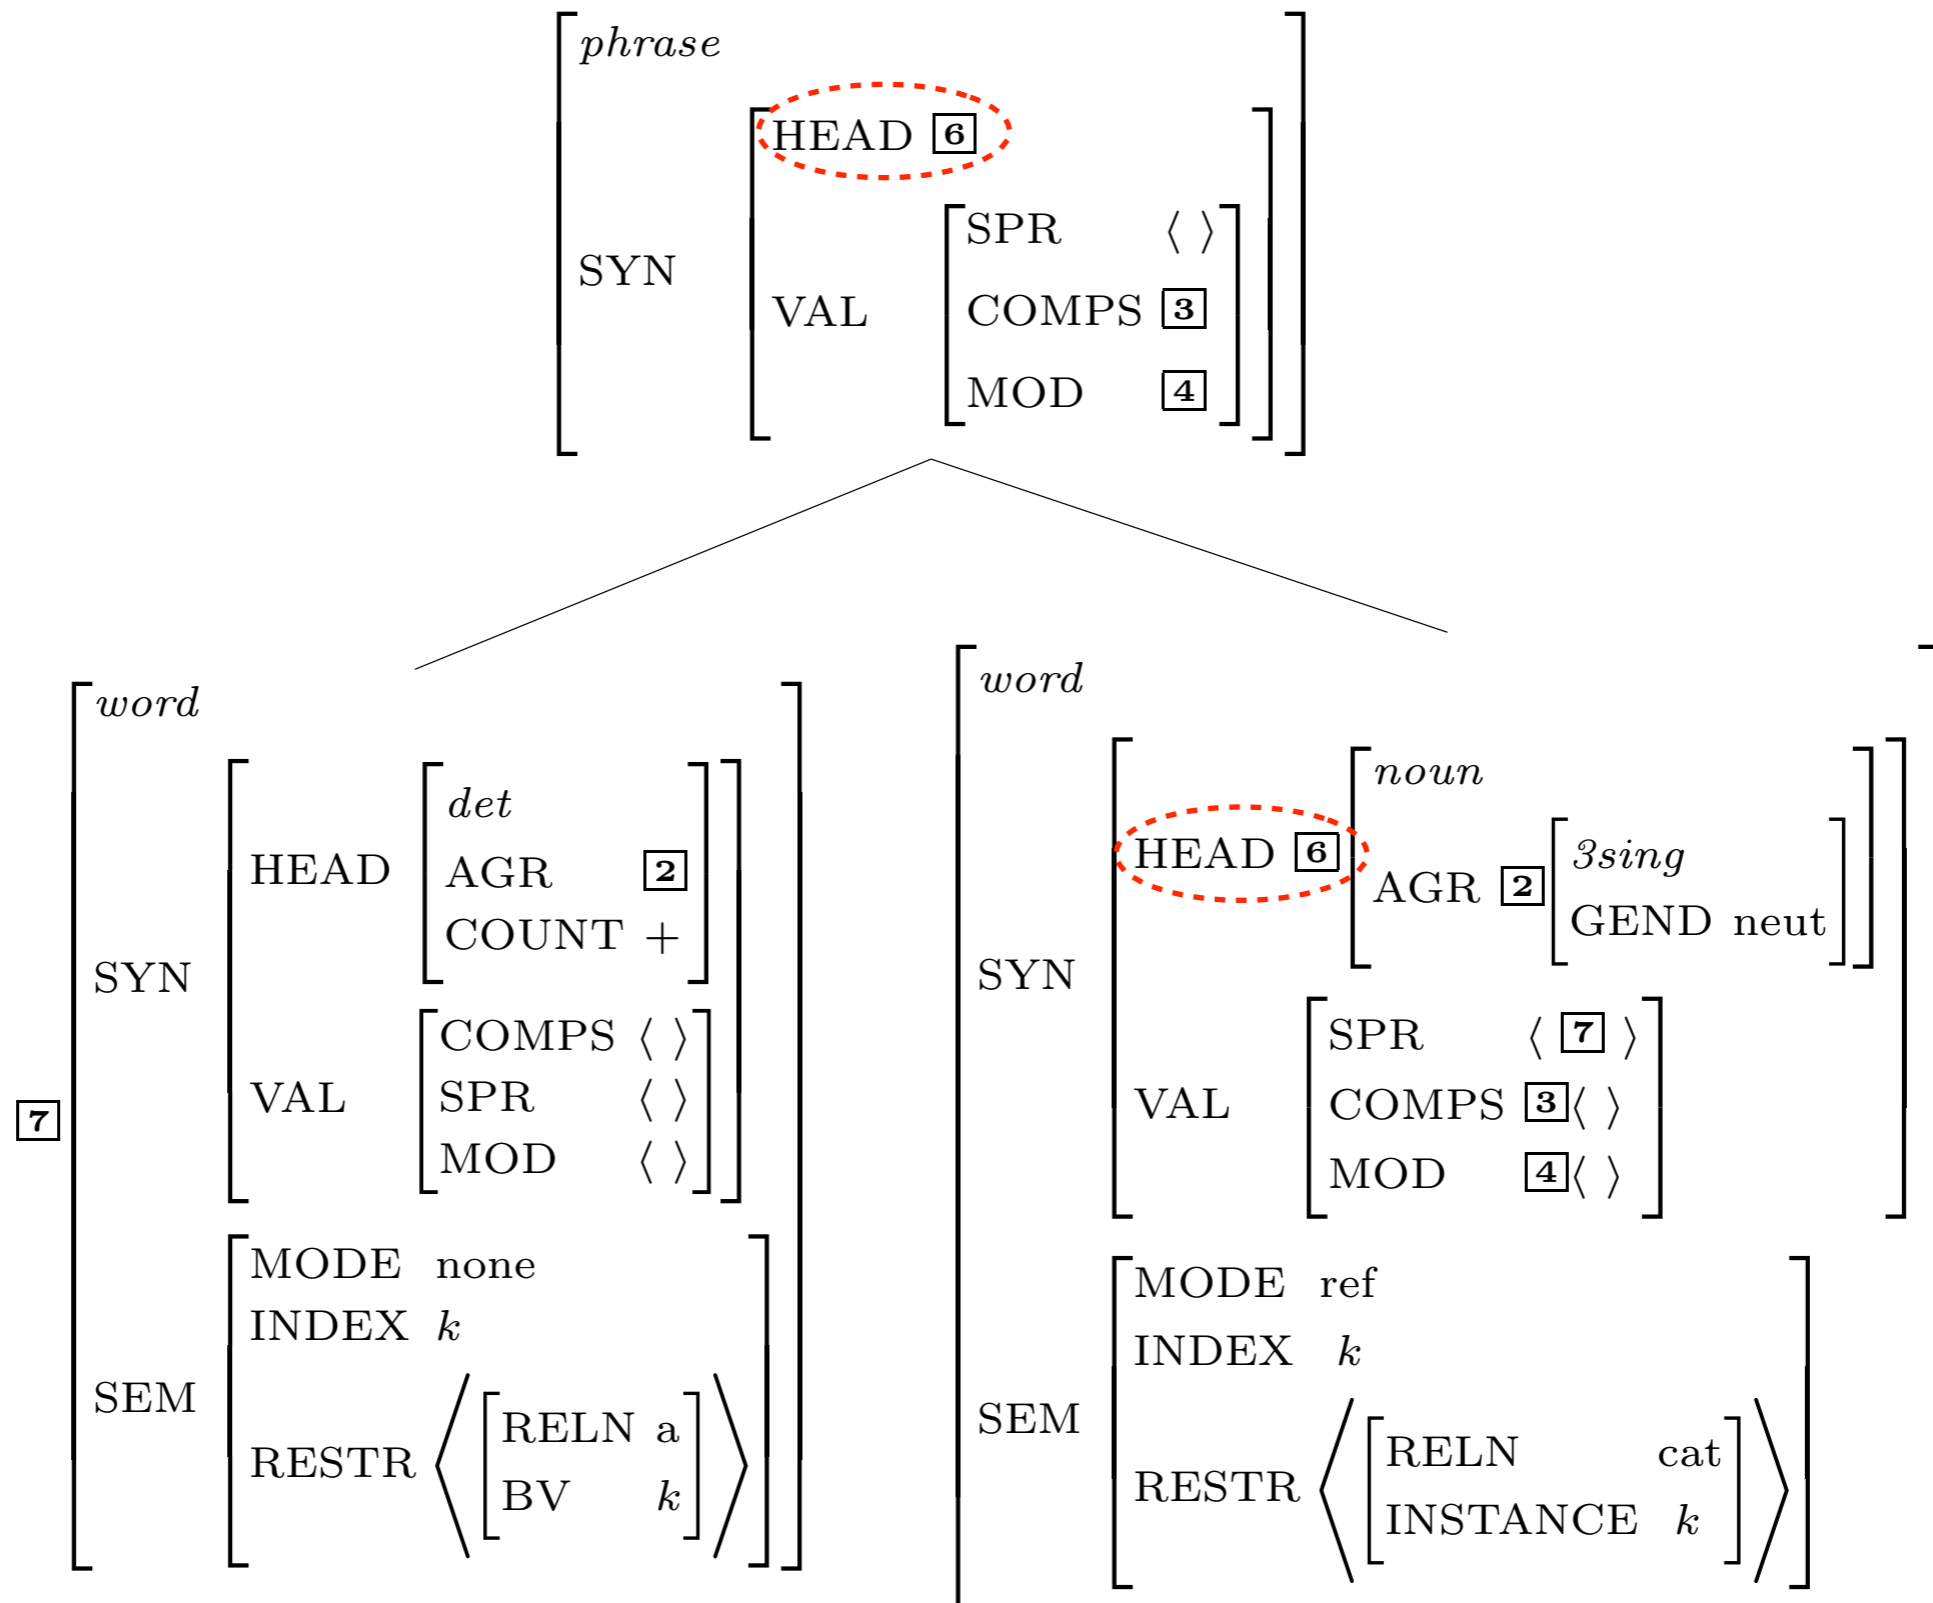 phrase
HEAD 6
SPR ⟨ ⟩
SYN
VAL
COMPS 3
MOD 4
word
HEAD
det
AGR 2
COUNT +
SYN
VAL
COMPS ⟨ ⟩
SPR ⟨ ⟩
MOD ⟨ ⟩
7
SEM
MODE none
INDEX k
RESTR
RELN a
BV k
word
HEAD 6
noun
AGR 2
3sing
GEND neut
SYN
VAL
SPR ⟨ 7 ⟩
COMPS 3⟨ ⟩
MOD 4⟨ ⟩
SEM
MODE ref
INDEX k
RESTR
RELN cat
INSTANCE k